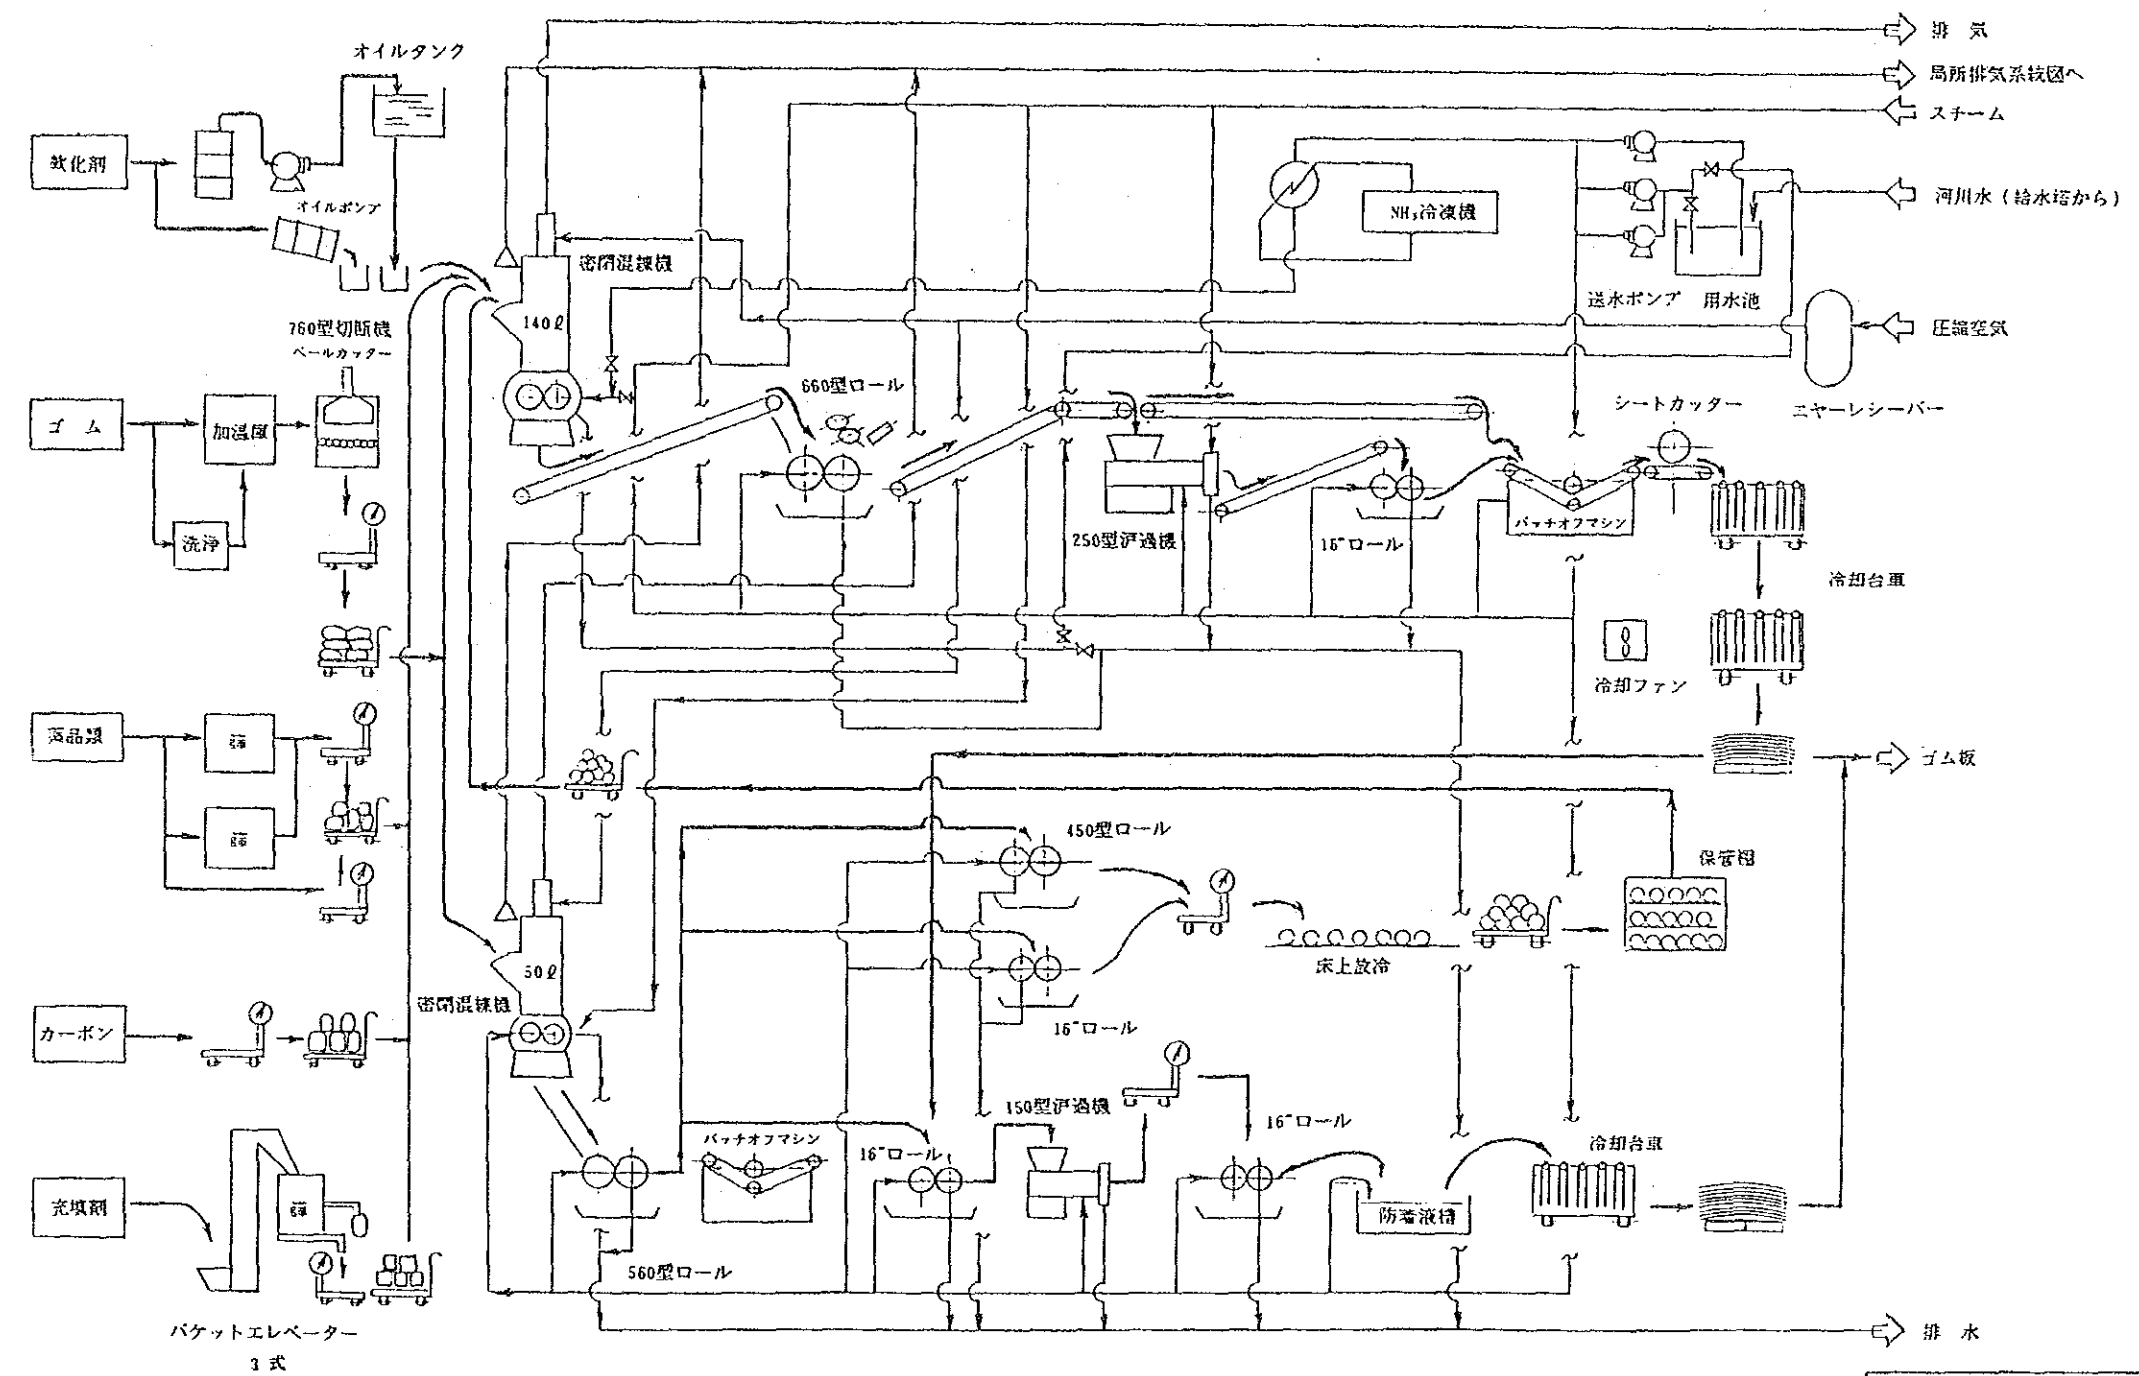 排 気
オイルタンク
局所排気系統図へ
スチーム
軟化剤
オイルポンプ
NH₃冷凍機
河川水（給水塔から）
密閉混練機
送水ポンプ
用水池
140ℓ
圧縮空気
760型切断機
ベールカッター
660型ロール
シートカッター
エヤーレシーバー
ゴ ム
加温庫
洗浄
250型沪過機
16"ロール
バッチオフマシン
冷却台車
冷却ファン
薬品類
篩
篩
ゴム板
450型ロール
保管棚
50ℓ
床上放冷
密閉混練機
16"ロール
カーボン
150型沪過機
16"ロール
バッチオフマシン
16"ロール
冷却台車
充填剤
篩
防着液槽
560型ロール
バケットエレベーター
3 式
排 水